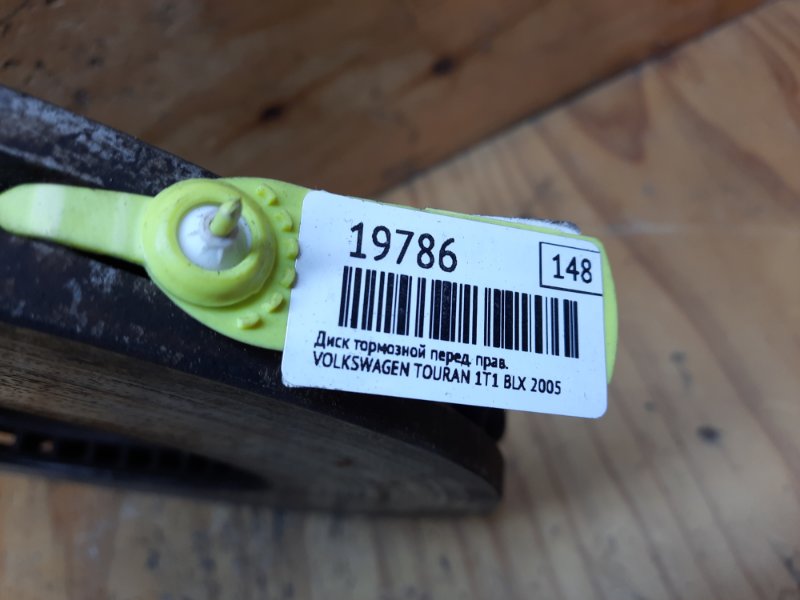 19786
148
Диск тормозной перед. прав.
VOLKSWAGEN TOURAN 1T1 BLX 2005